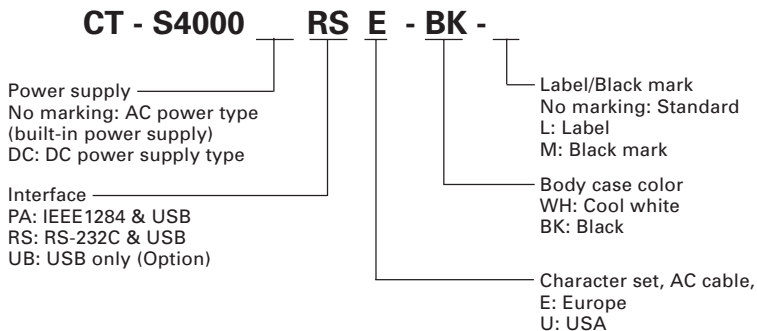 CT - S4000 __ RS E - BK - __
Power supply
No marking: AC power type
(built-in power supply)
DC: DC power supply type
Interface
PA: IEEE1284 & USB
RS: RS-232C & USB
UB: USB only (Option)
Label/Black mark
No marking: Standard
L: Label
M: Black mark
Body case color
WH: Cool white
BK: Black
Character set, AC cable,
E: Europe
U: USA